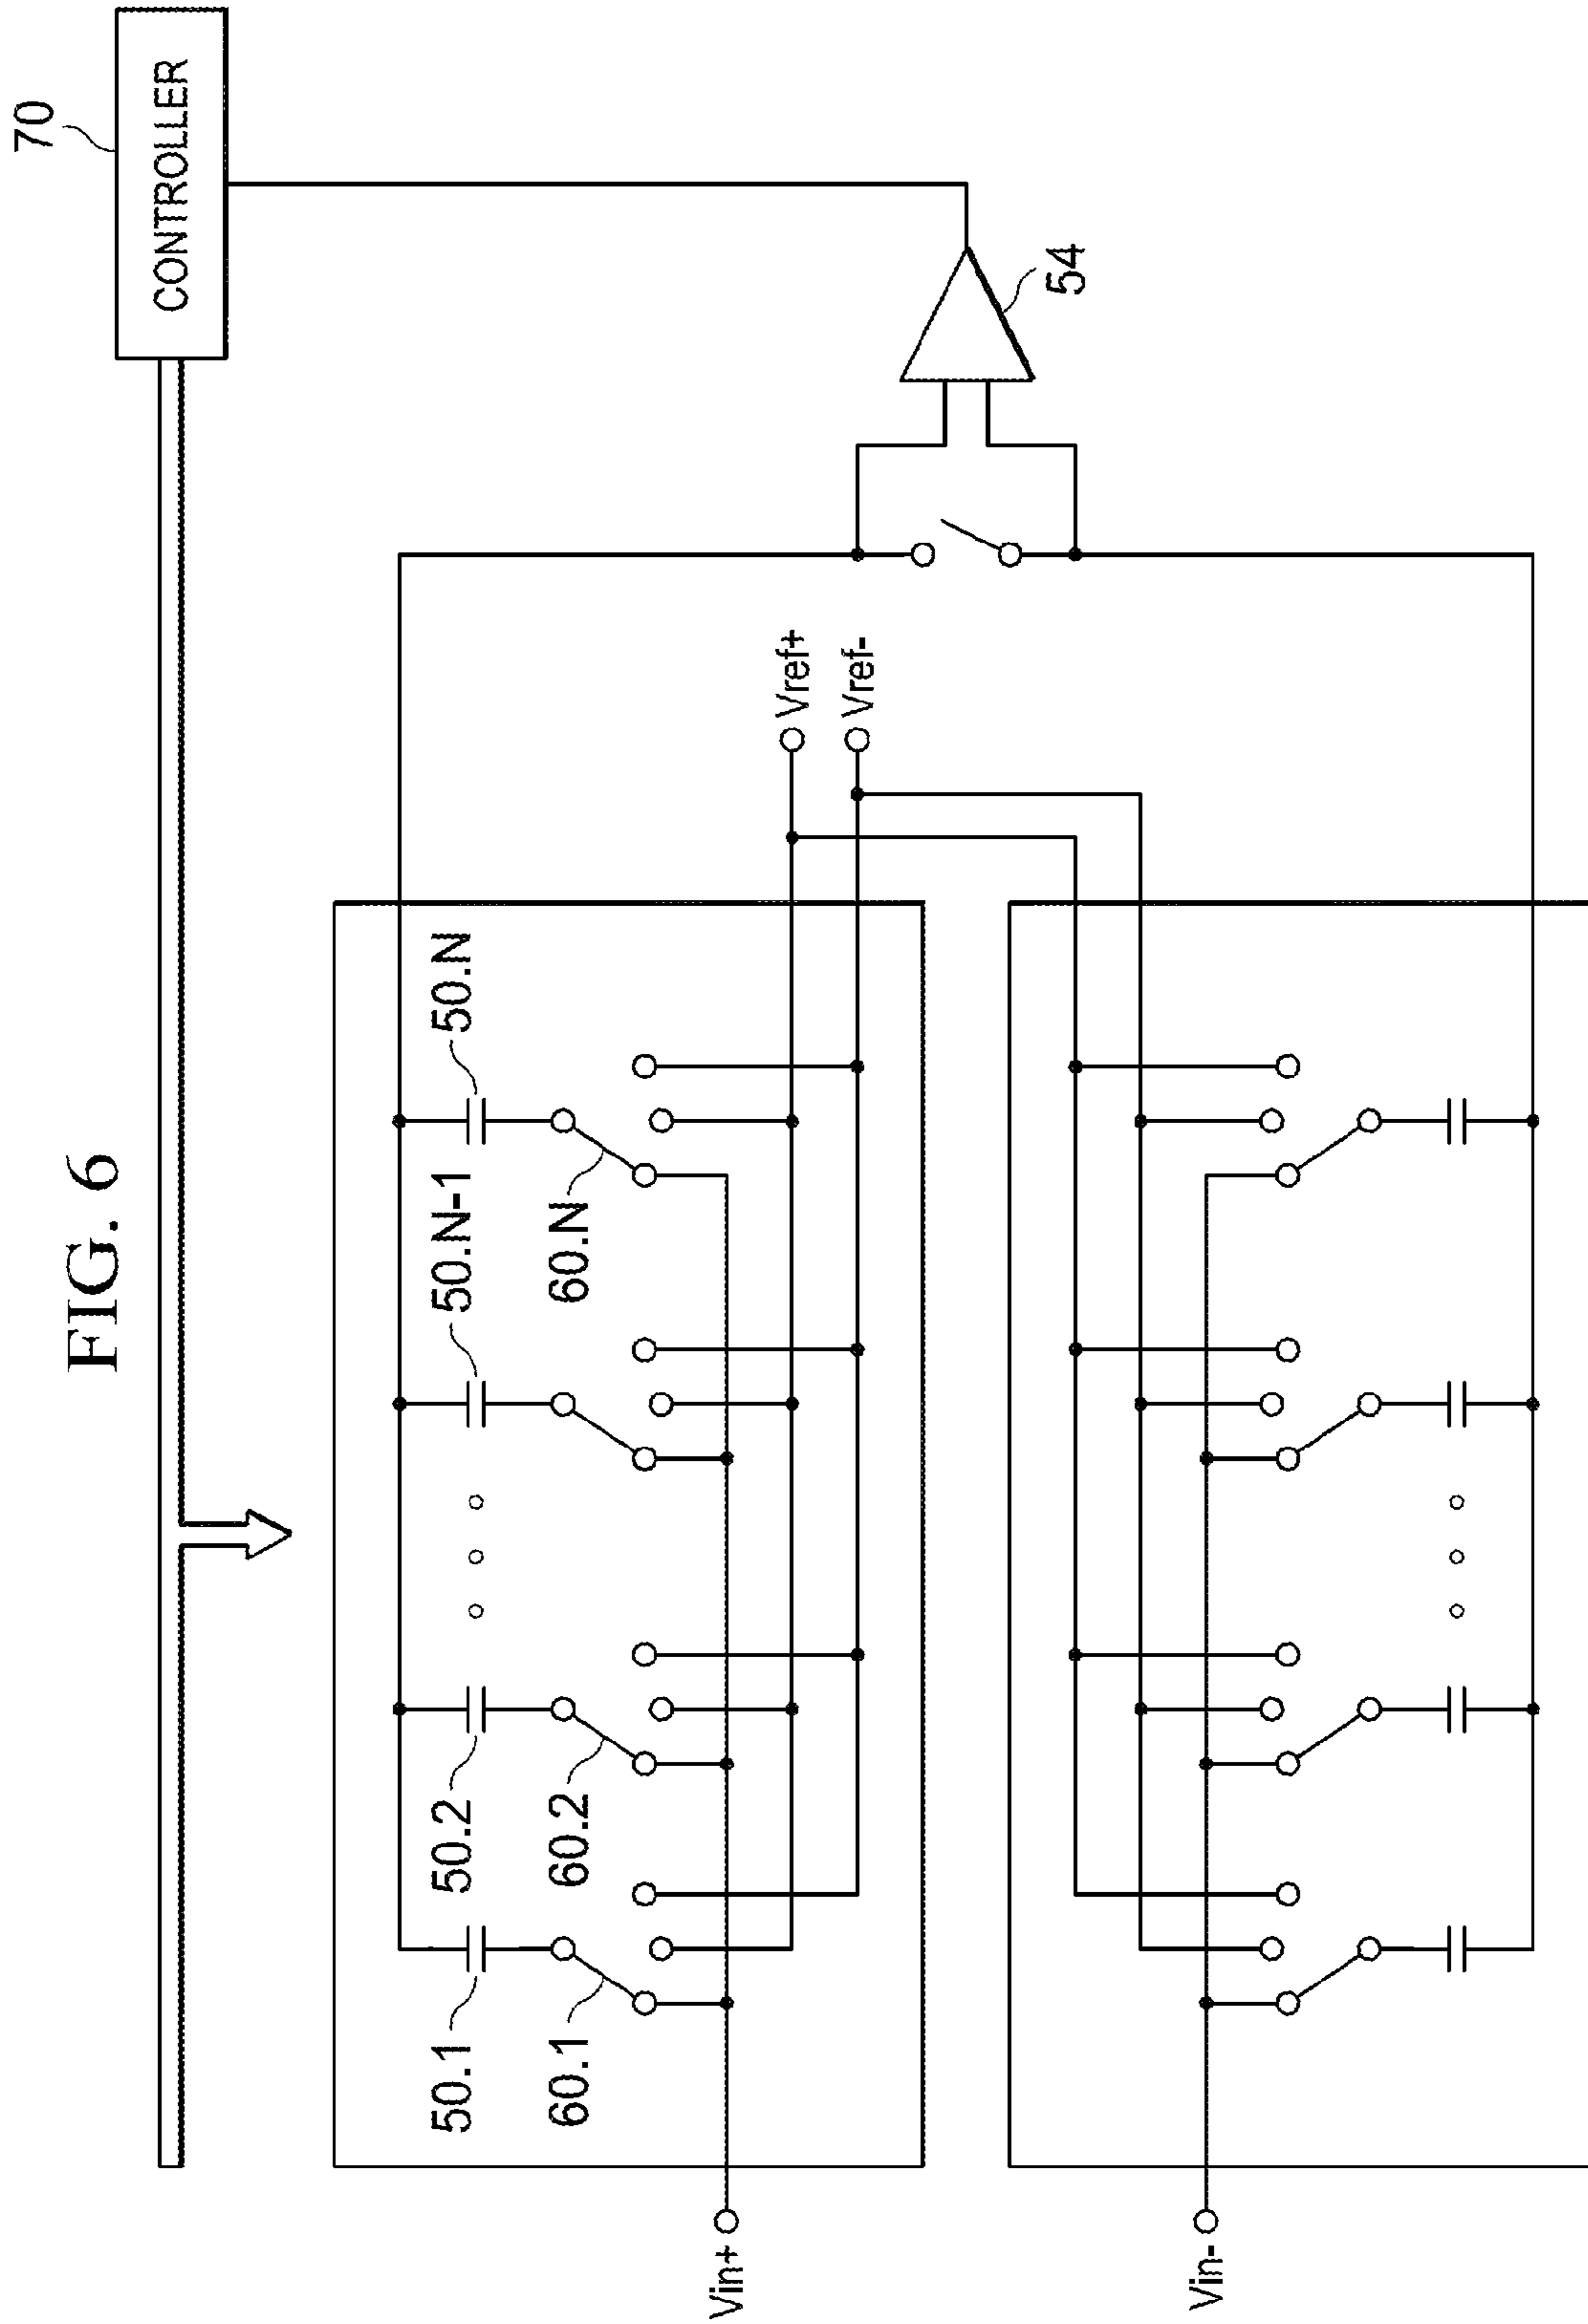 FIG. 6
70
CONTROLLER
50.1
50.2
50.N-1
50.N
60.1
60.2
60.N
Vin+
Vref+
Vref-
54
Vin-